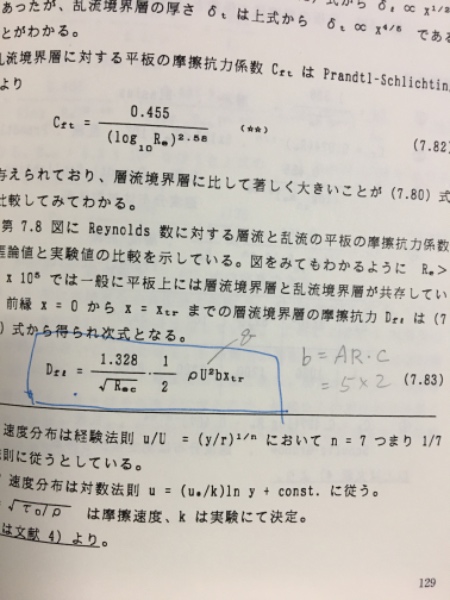 あったが、乱流境界層の厚さ δt は上式から δt ∝ x^4/5 であ
とがわかる。
乱流境界層に対する平板の摩擦抗力係数 Cft は Prandtl-Schlichtin
より
Cft = 0.455 / (log10 Re)^2.58 (**) (7.82
与えられており、層流境界層に比して著しく大きいことが (7.80) 式
比較してみてわかる。
第 7.8 図に Reynolds 数に対する層流と乱流の平板の摩擦抗力係数
理論値と実験値の比較を示している。図をみてもわかるように Re>
x 10^5 では一般に平板上には層流境界層と乱流境界層が共存してい
前縁 x = 0 から x = xtr までの層流境界層の摩擦抗力 Dfℓ は (7
) 式から得られ次式となる。
Dfℓ = 1.328 / √Rec · 1/2 ρU²bxtr (7.83)
b = AR・C
= 5×2
速度分布は経験法則 u/U = (y/r)^1/n において n = 7 つまり 1/7
法則に従うとしている。
速度分布は対数法則 u = (u*/k)ln y + const. に従う。
= √τ0/ρ は摩擦速度、k は実験にて決定。
は文献 4) より。
129